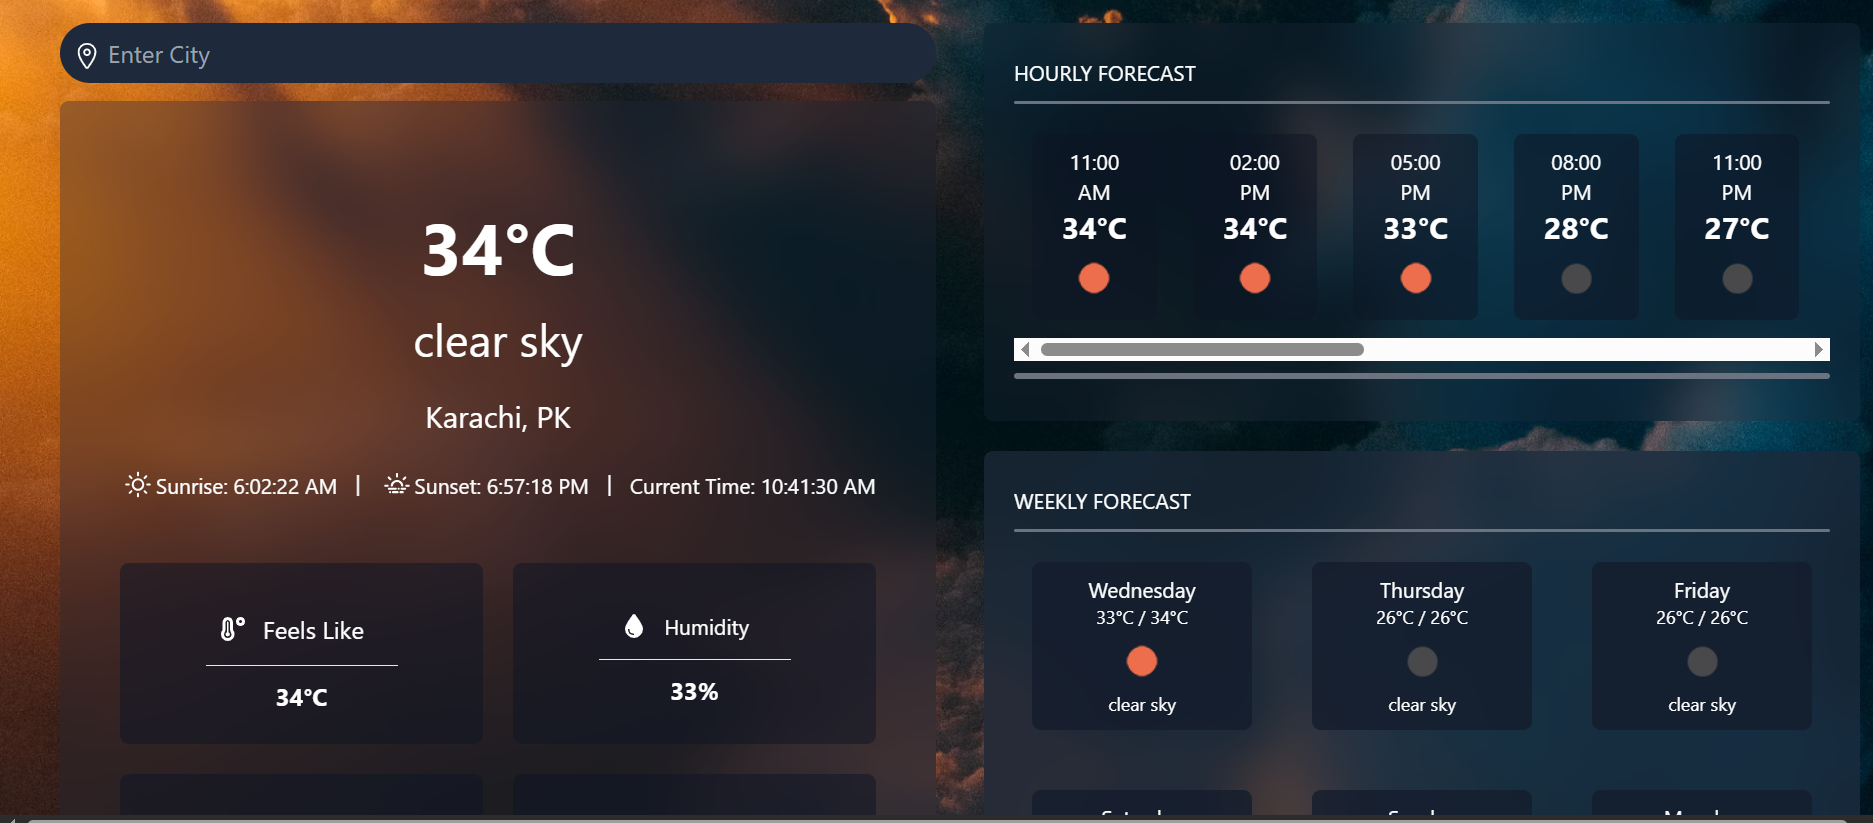 Enter City
34°C
clear sky
Karachi, PK
Sunrise: 6:02:22 AM | Sunset: 6:57:18 PM | Current Time: 10:41:30 AM
Feels Like
34°C
Humidity
33%
HOURLY FORECAST
11:00 AM
34°C
02:00 PM
34°C
05:00 PM
33°C
08:00 PM
28°C
11:00 PM
27°C
WEEKLY FORECAST
Wednesday
33°C / 34°C
clear sky
Thursday
26°C / 26°C
clear sky
Friday
26°C / 26°C
clear sky